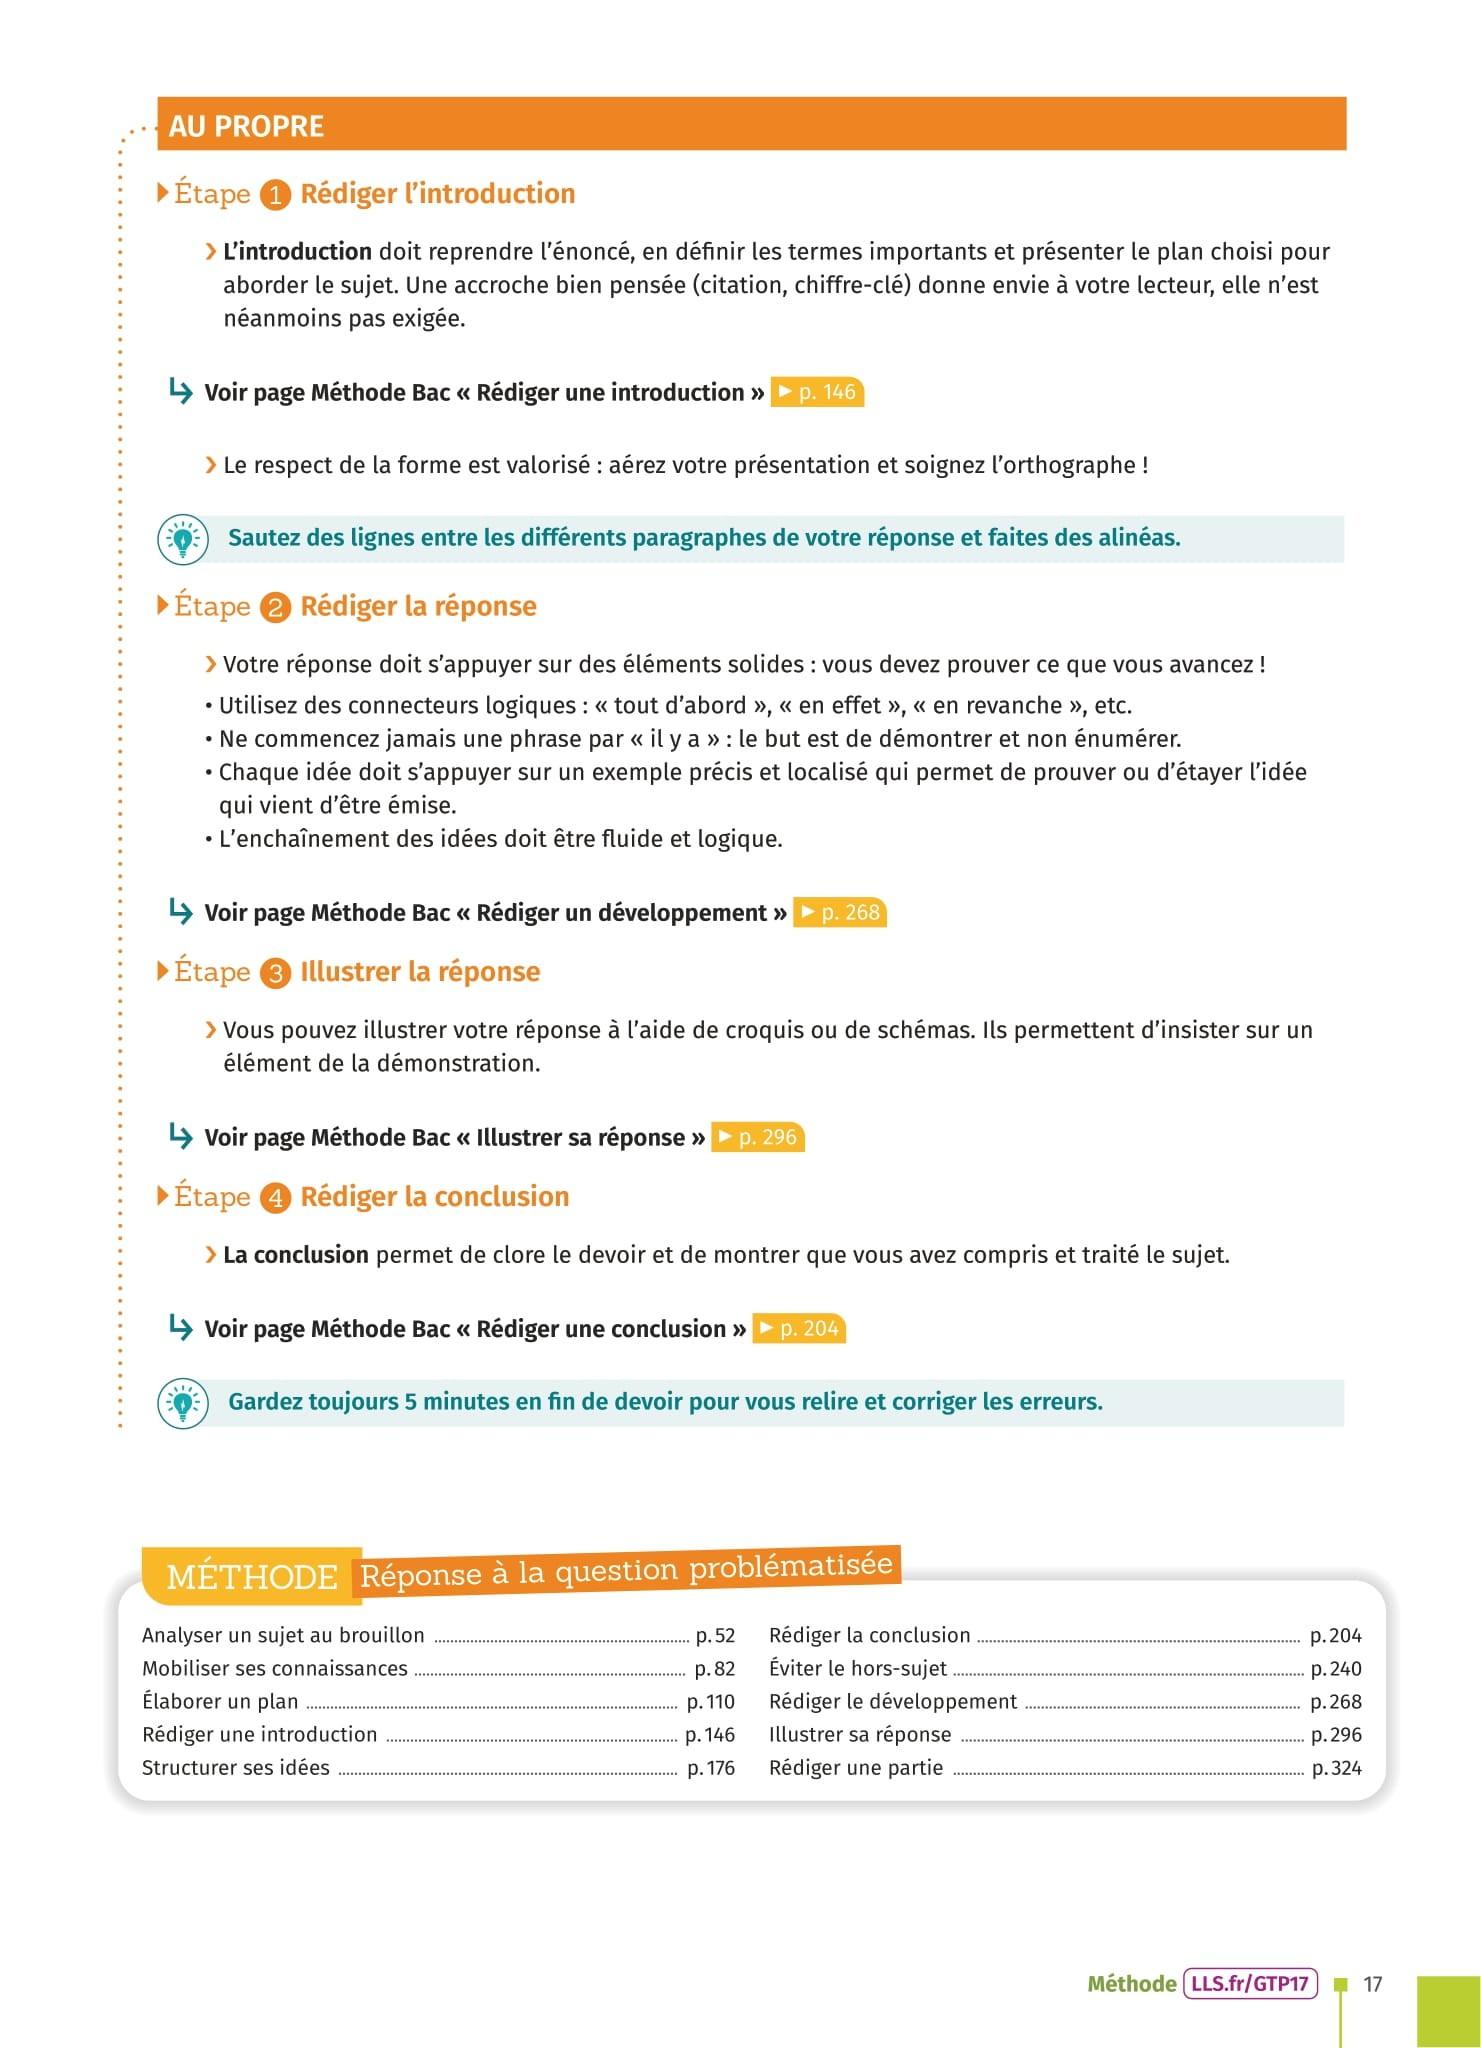 AU PROPRE
Étape 1 Rédiger l’introduction
› L’introduction doit reprendre l’énoncé, en définir les termes importants et présenter le plan choisi pour
aborder le sujet. Une accroche bien pensée (citation, chiffre-clé) donne envie à votre lecteur, elle n’est
néanmoins pas exigée.
Voir page Méthode Bac « Rédiger une introduction » ▶ p. 146
› Le respect de la forme est valorisé : aérez votre présentation et soignez l’orthographe !
Sautez des lignes entre les différents paragraphes de votre réponse et faites des alinéas.
Étape 2 Rédiger la réponse
› Votre réponse doit s’appuyer sur des éléments solides : vous devez prouver ce que vous avancez !
• Utilisez des connecteurs logiques : « tout d’abord », « en effet », « en revanche », etc.
• Ne commencez jamais une phrase par « il y a » : le but est de démontrer et non énumérer.
• Chaque idée doit s’appuyer sur un exemple précis et localisé qui permet de prouver ou d’étayer l’idée
qui vient d’être émise.
• L’enchaînement des idées doit être fluide et logique.
Voir page Méthode Bac « Rédiger un développement » ▶ p. 268
Étape 3 Illustrer la réponse
› Vous pouvez illustrer votre réponse à l’aide de croquis ou de schémas. Ils permettent d’insister sur un
élément de la démonstration.
Voir page Méthode Bac « Illustrer sa réponse » ▶ p. 296
Étape 4 Rédiger la conclusion
› La conclusion permet de clore le devoir et de montrer que vous avez compris et traité le sujet.
Voir page Méthode Bac « Rédiger une conclusion » ▶ p. 204
Gardez toujours 5 minutes en fin de devoir pour vous relire et corriger les erreurs.
MÉTHODE Réponse à la question problématisée
Analyser un sujet au brouillon p. 52
Mobiliser ses connaissances p. 82
Élaborer un plan p. 110
Rédiger une introduction p. 146
Structurer ses idées p. 176
Rédiger la conclusion p. 204
Éviter le hors-sujet p. 240
Rédiger le développement p. 268
Illustrer sa réponse p. 296
Rédiger une partie p. 324
Méthode LLS.fr/GTP17 17